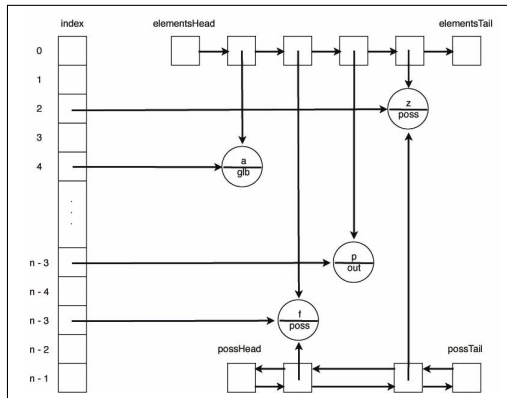 index
elementsHead
elementsTail
0
1
2
z
poss
3
4
a
glb
.
.
.
n - 3
p
out
n - 4
n - 3
f
poss
n - 2
possHead
possTail
n - 1